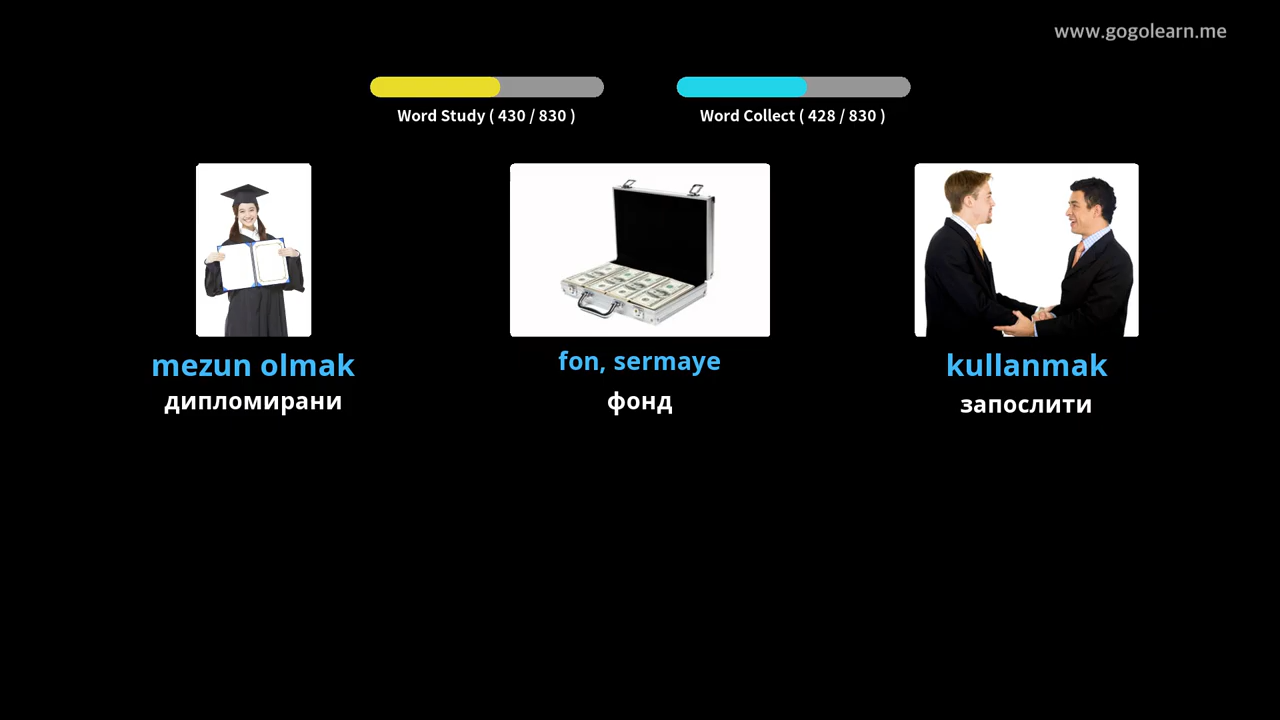 www.gogolearn.me
Word Study ( 430 / 830 )
Word Collect ( 428 / 830 )
mezun olmak
дипломирани
fon, sermaye
фонд
kullanmak
запослити